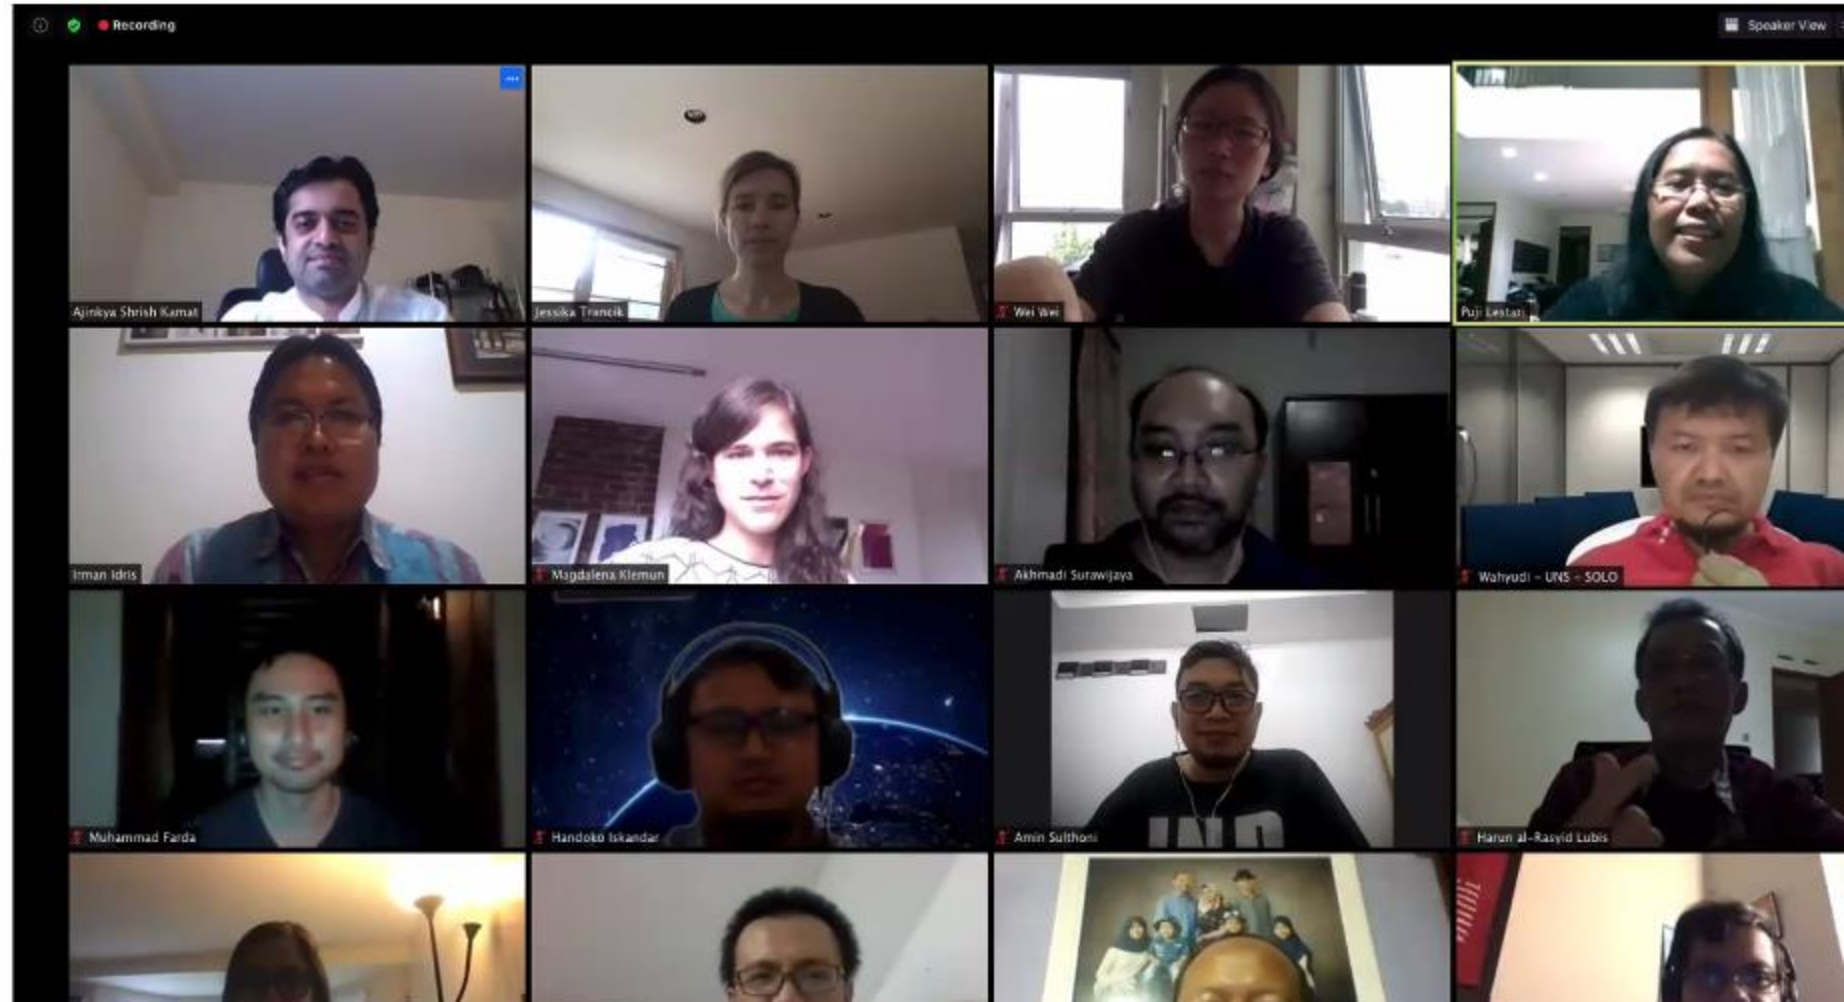 Recording
Speaker View
Ajinkya Shrish Kamat
Jessika Trancik
Wei Wei
Puji Lestari
Irman Idris
Magdalena Klemun
Akhmadi Surawijaya
Wahyudi - UNS - SOLO
Muhammad Farda
Handoko Iskandar
Amin Sulthoni
Harun al-Rasyid Lubis